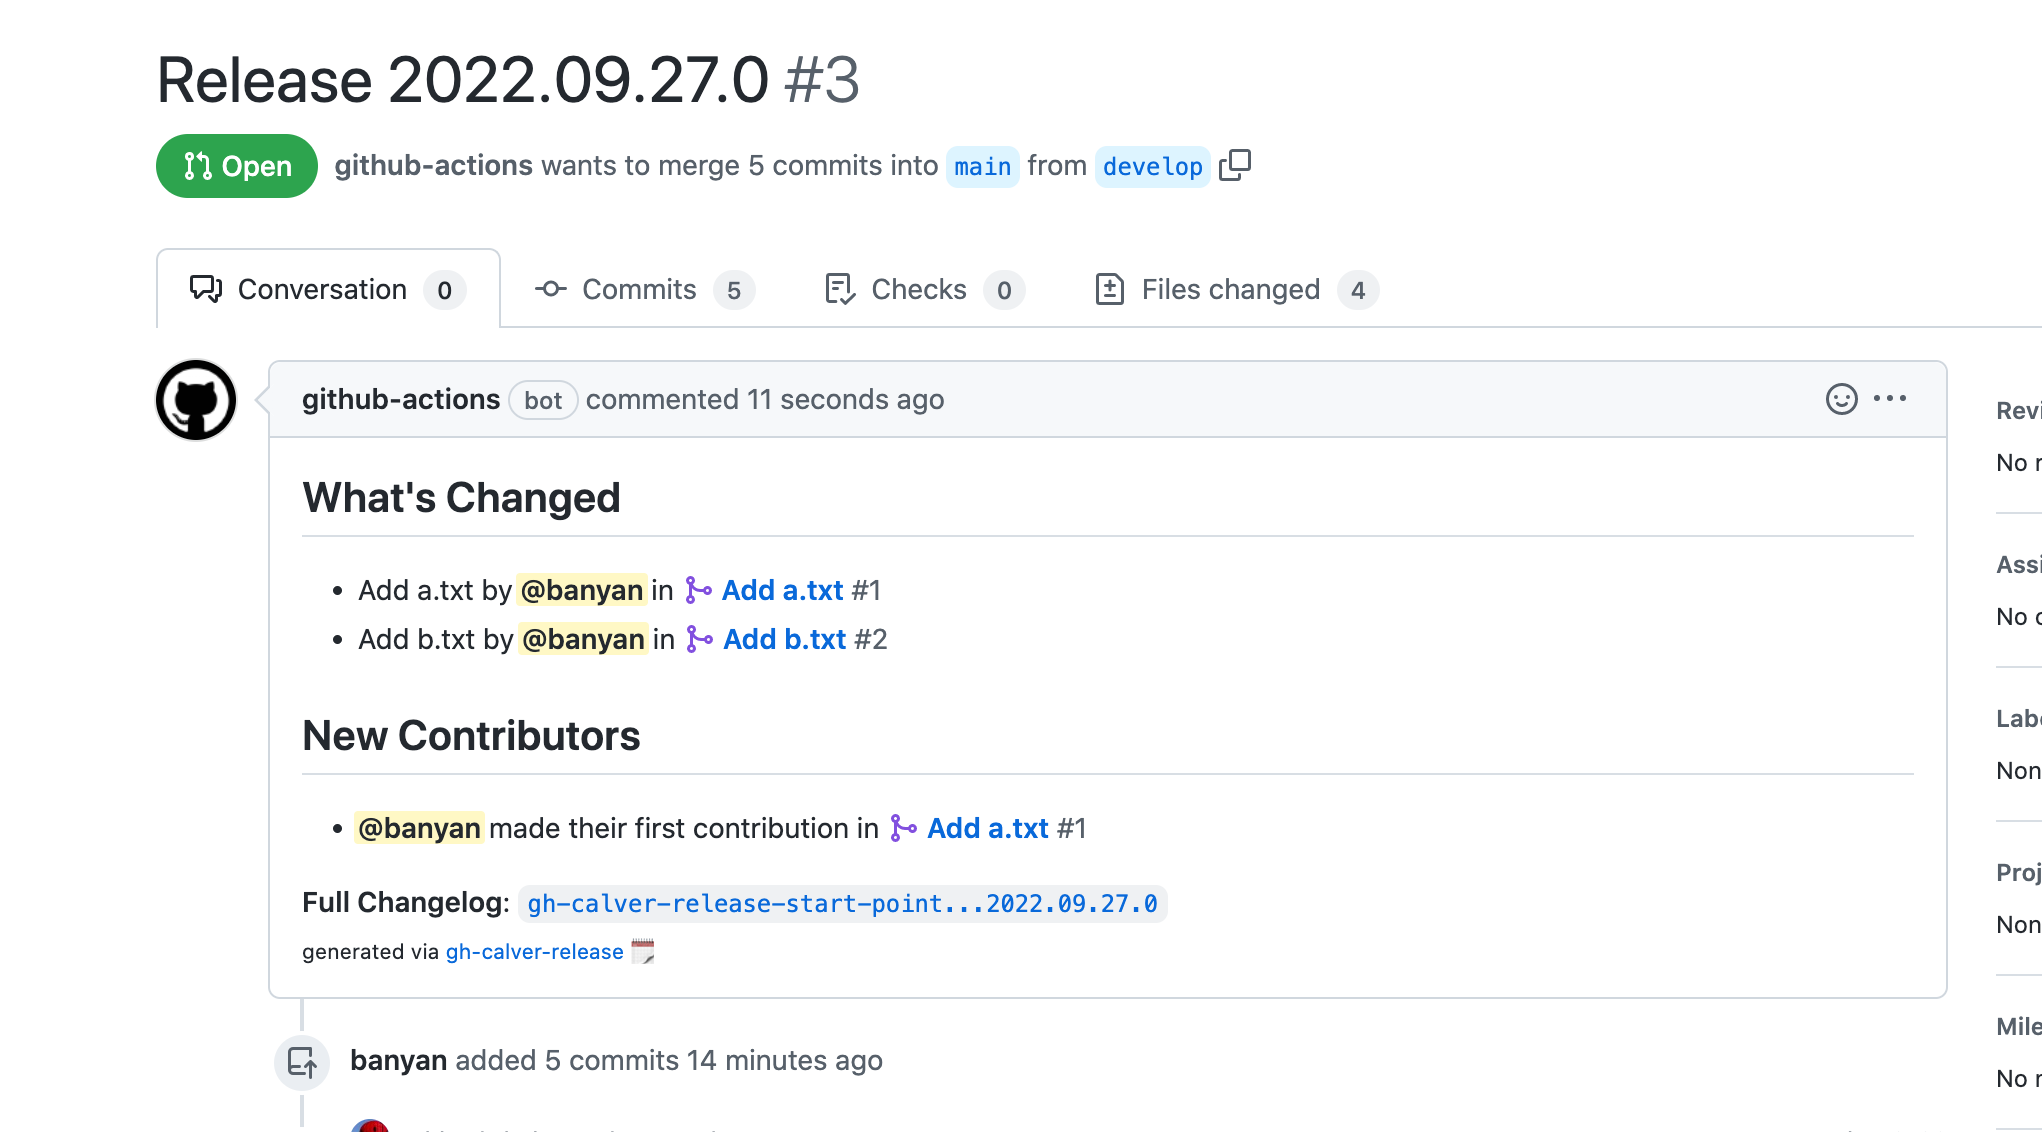 Release 2022.09.27.0 #3
Open github-actions wants to merge 5 commits into main from develop
Conversation 0 Commits 5 Checks 0 Files changed 4
github-actions bot commented 11 seconds ago
What's Changed
• Add a.txt by @banyan in Add a.txt #1
• Add b.txt by @banyan in Add b.txt #2
New Contributors
• @banyan made their first contribution in Add a.txt #1
Full Changelog: gh-calver-release-start-point...2022.09.27.0
generated via gh-calver-release
banyan added 5 commits 14 minutes ago
Revi
No
Assi
No
Lab
Non
Proj
Non
Mile
No